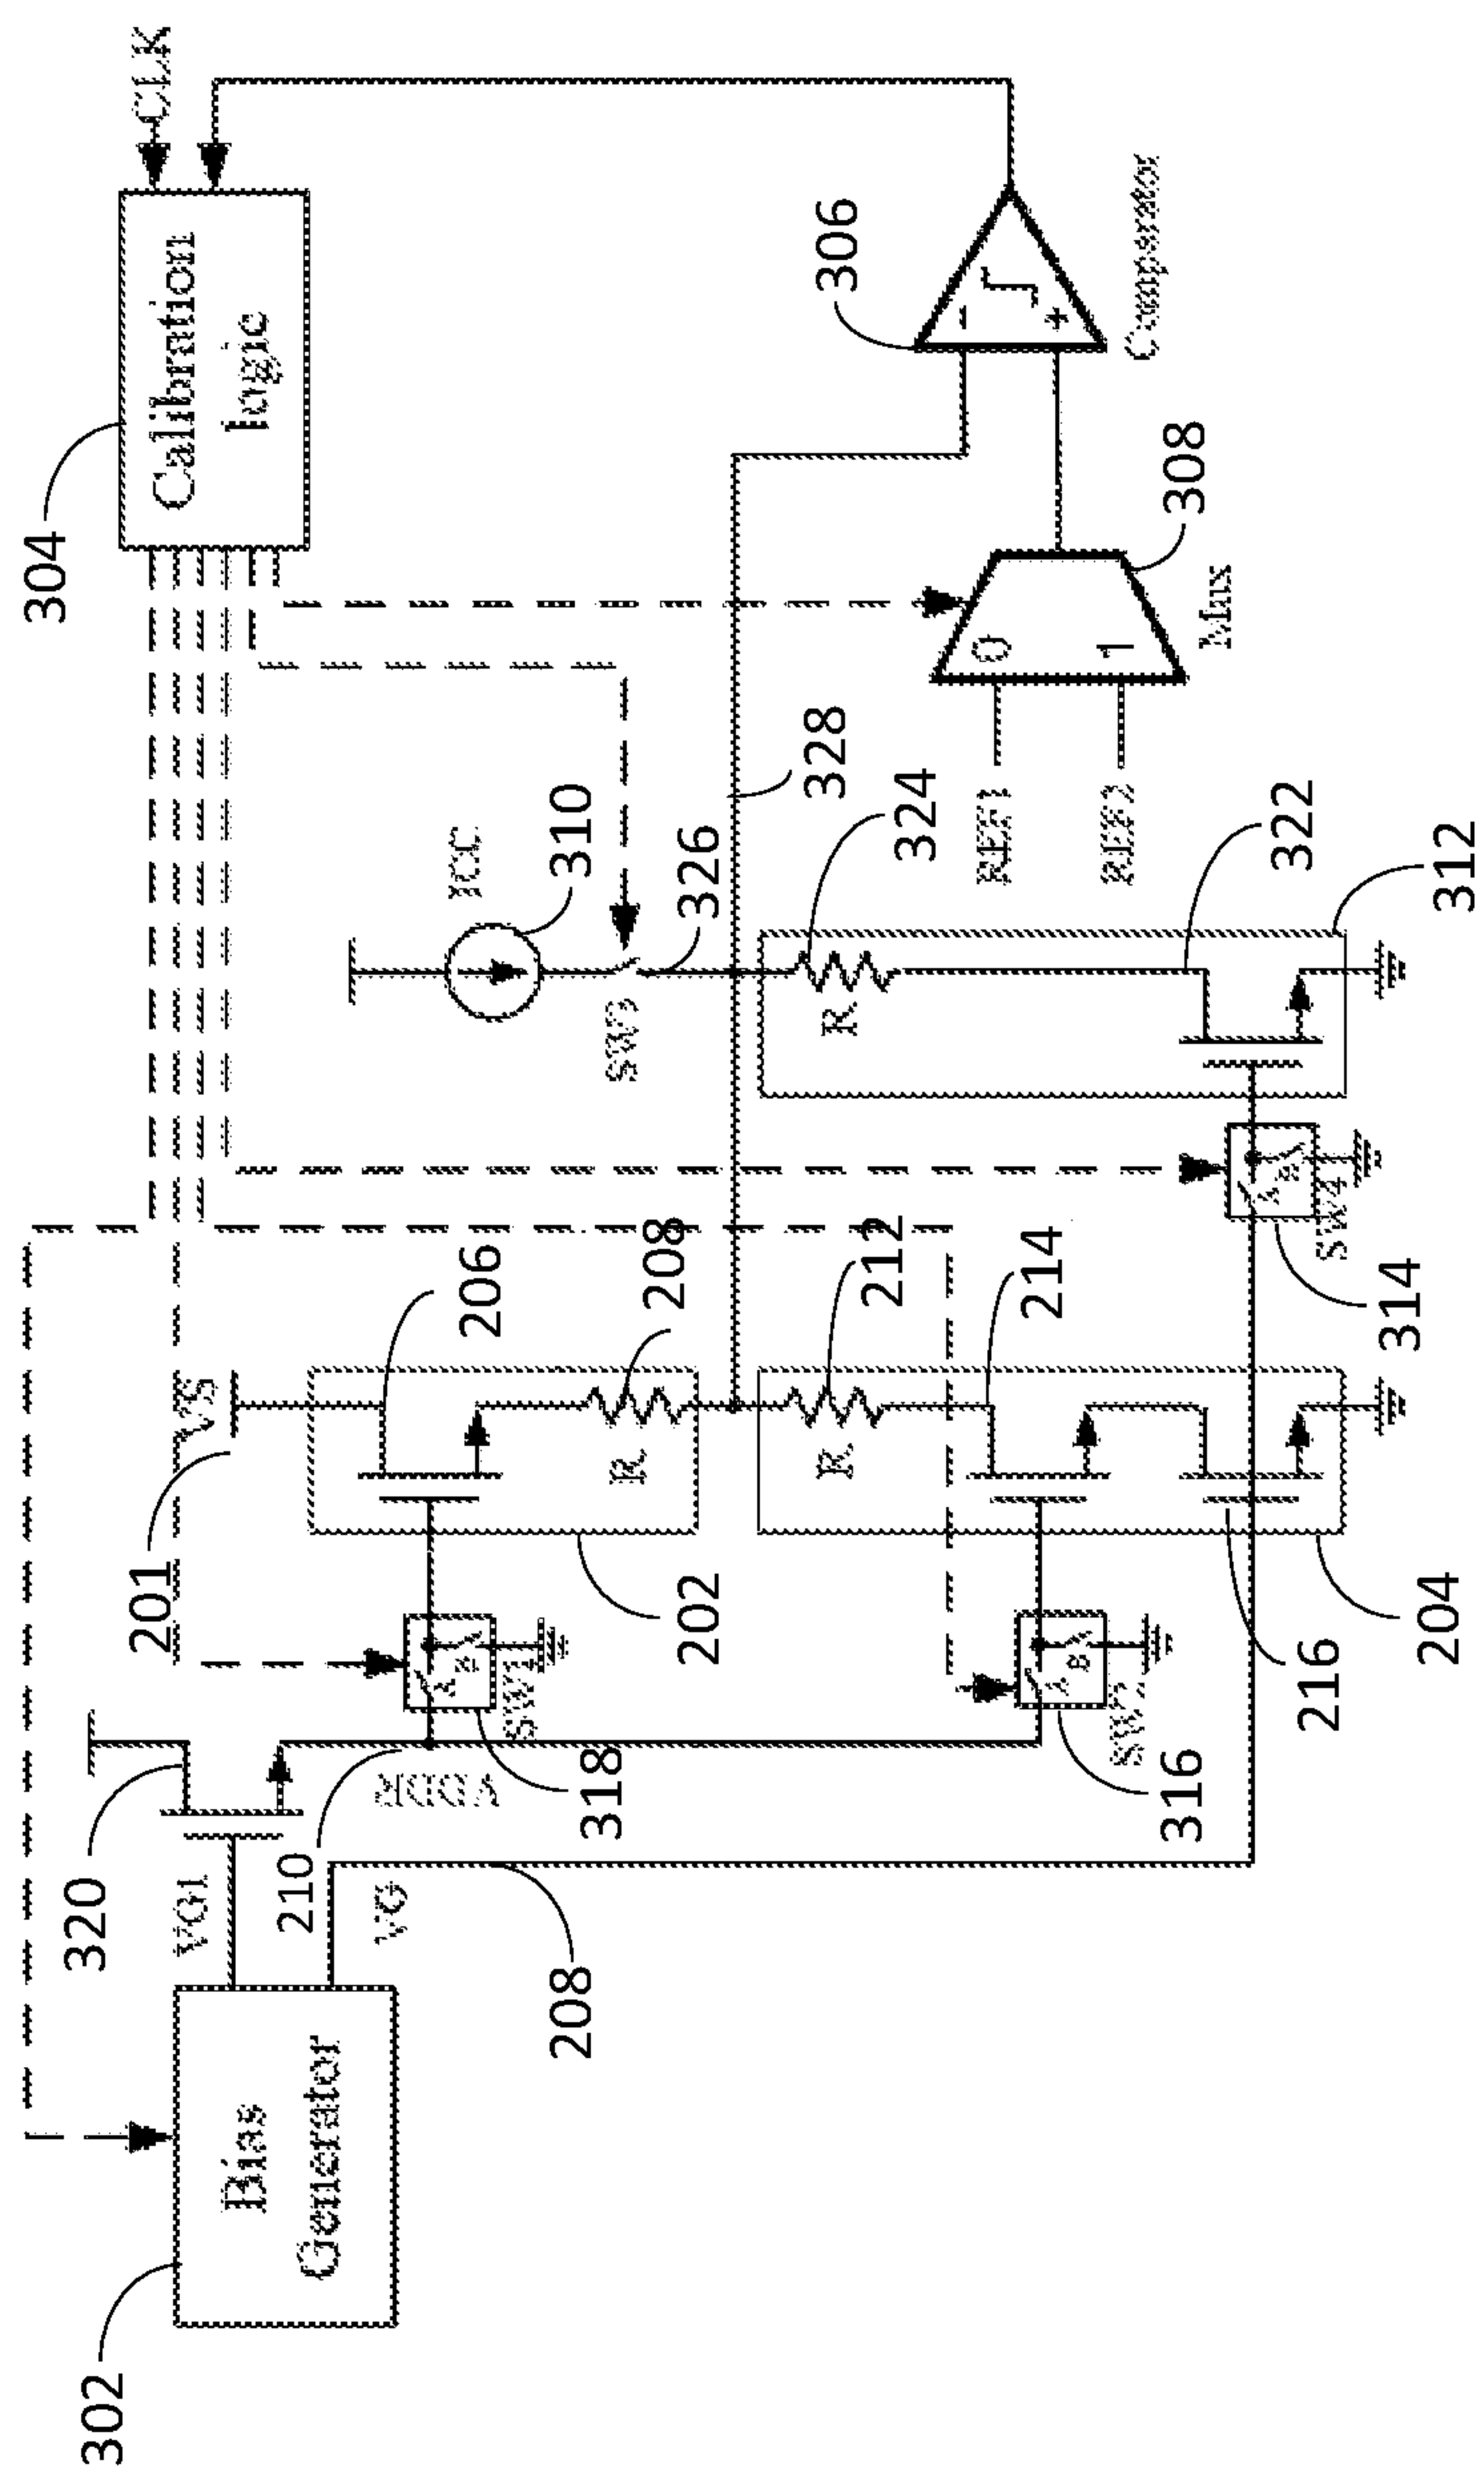 302
Bias
Generator
VG1
VG
208
320
210
VDDR
318
SW1
A
B
316
SW2
A
B
201
VS
202
206
208
R
R
212
214
216
204
314
SW4
A
B
304
Calibration
logic
CLK
ICC
310
SW3
326
328
324
R
322
312
REF1
REF2
0
1
Mux
308
306
-
+
Comparator